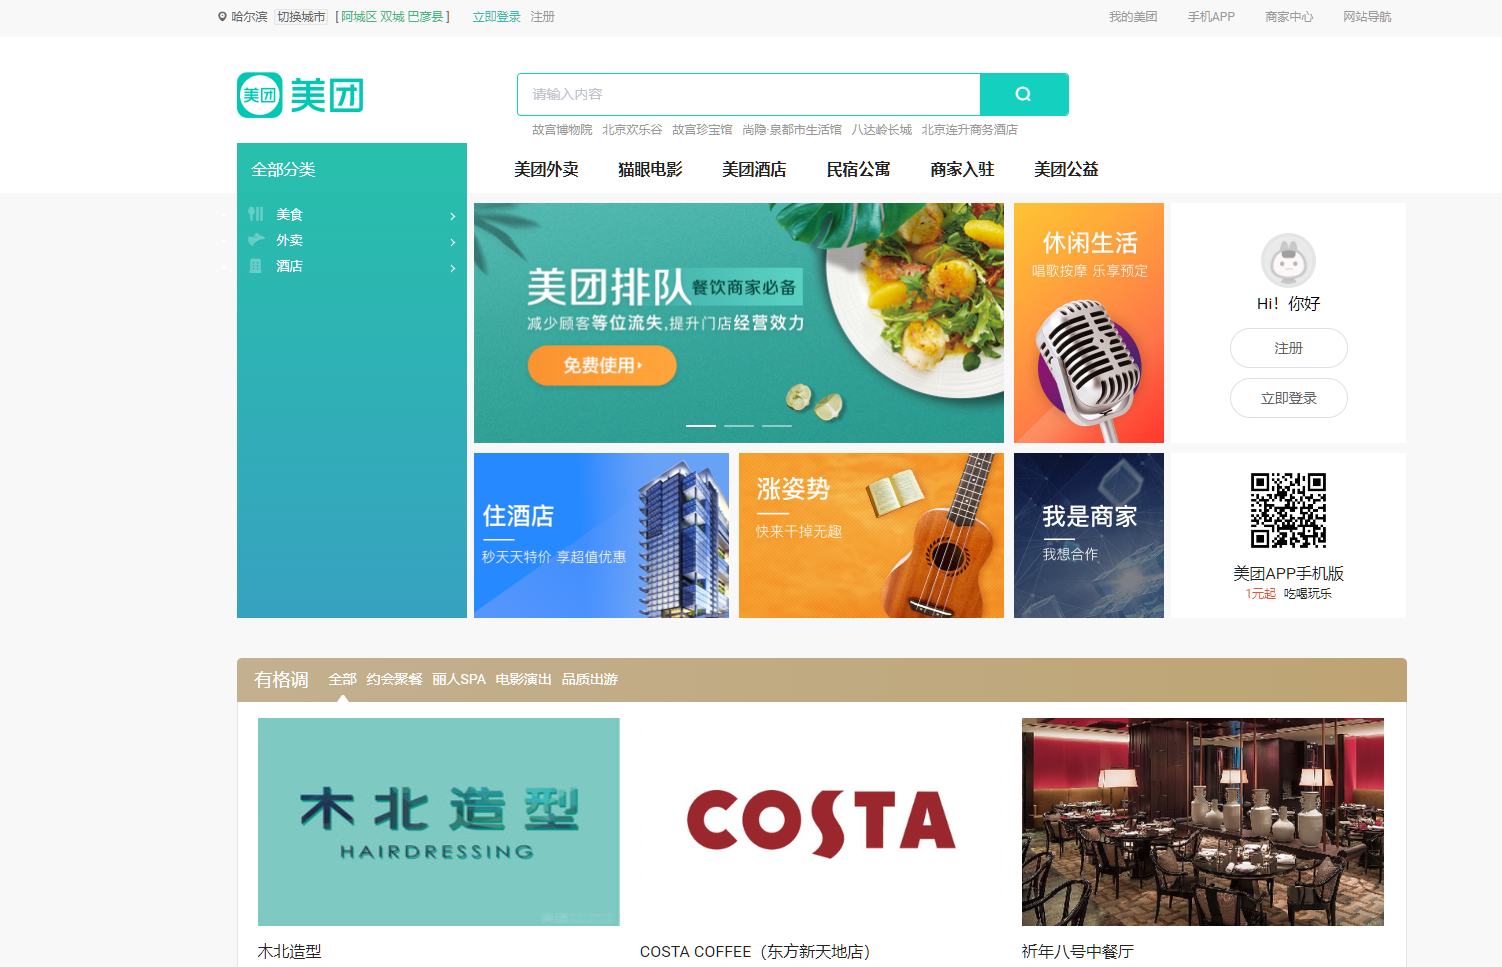 哈尔滨 切换城市 [ 阿城区 双城 巴彦县 ] 立即登录 注册 我的美团 手机APP 商家中心 网站导航
美团 美团
请输入内容
故宫博物院 北京欢乐谷 故宫珍宝馆 尚隐·泉都市生活馆 八达岭长城 北京连升商务酒店
全部分类 美团外卖 猫眼电影 美团酒店 民宿公寓 商家入驻 美团公益
美食
外卖
酒店
美团排队 餐饮商家必备
减少顾客等位流失,提升门店经营效力
免费使用
休闲生活
唱歌按摩 乐享预定
Hi! 你好
注册
立即登录
住酒店
秒天天特价 享超值优惠
涨姿势
快来干掉无趣
我是商家
我想合作
美团APP手机版
1元起 吃喝玩乐
有格调 全部 约会聚餐 丽人SPA 电影演出 品质出游
木北造型
HAIRDRESSING
COSTA
木北造型 COSTA COFFEE（东方新天地店） 祈年八号中餐厅